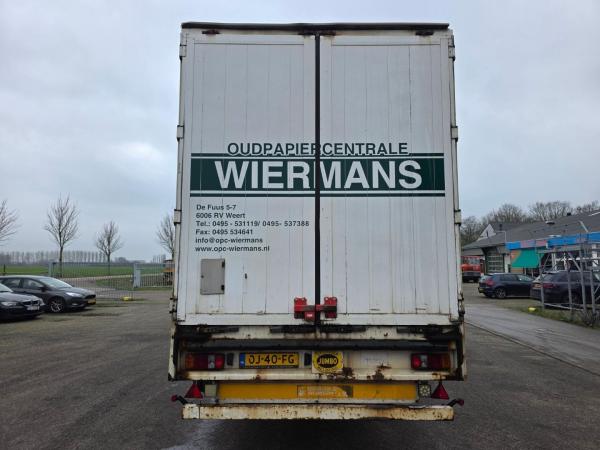 OUDPAPIERCENTRALE
WIERMANS
De Fuus 5-7
6006 RV Weert
Tel: 0495 - 531119/ 0495- 537388
Fax: 0495 534641
info@opc-wiermans
www.opc-wiermans.nl
OJ-40-FG
JUMBO